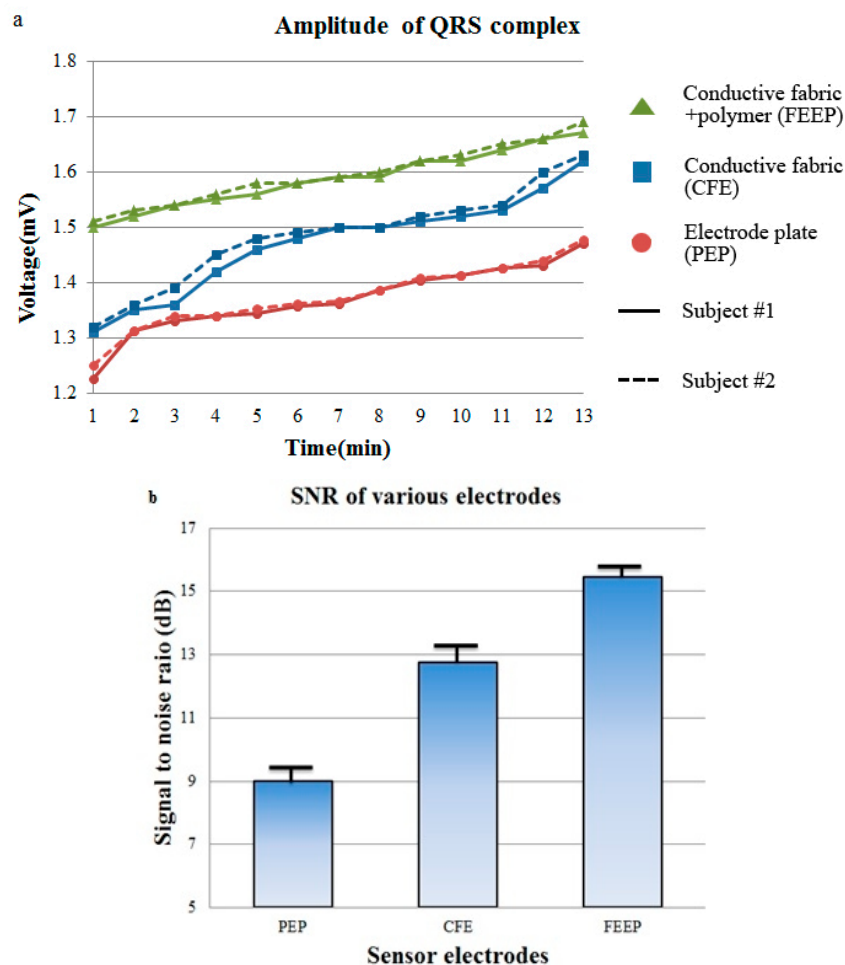 a
Amplitude of QRS complex
1.8
1.7
1.6
1.5
1.4
1.3
1.2
Voltage(mV)
1 2 3 4 5 6 7 8 9 10 11 12 13
Time(min)
Conductive fabric
+polymer (FEEP)
Conductive fabric
(CFE)
Electrode plate
(PEP)
Subject #1
Subject #2
b
SNR of various electrodes
17
15
13
11
9
7
5
Signal to noise raio (dB)
PEP CFE FEEP
Sensor electrodes